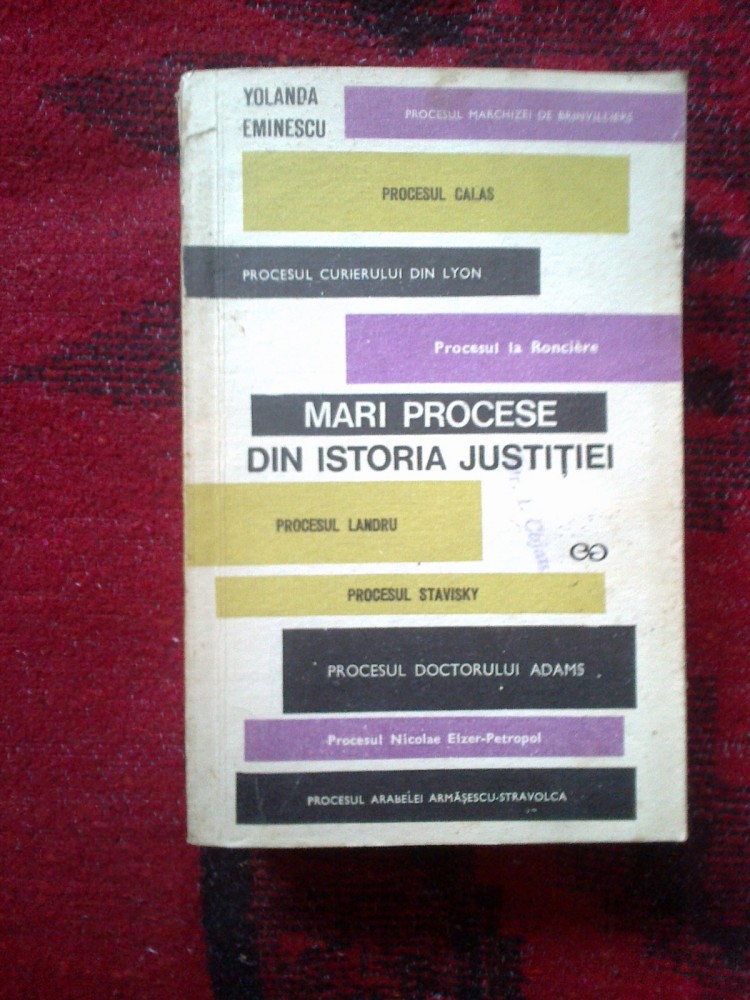 YOLANDA
EMINESCU
PROCESUL MARCHIZEI DE BRINVILLIERS
PROCESUL CALAS
PROCESUL CURIERULUI DIN LYON
Procesul la Roncière
MARI PROCESE
DIN ISTORIA JUSTIȚIEI
PROCESUL LANDRU
PROCESUL STAVISKY
PROCESUL DOCTORULUI ADAMS
Procesul Nicolae Elzer-Petropol
PROCESUL ARABELEI ARMĂȘESCU-STRAVOLCA